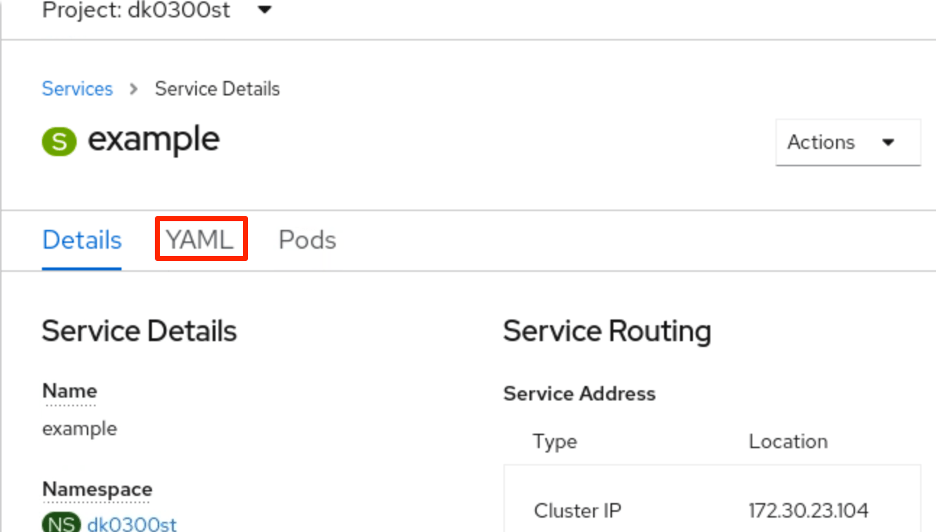 Project: dk0300st
Services > Service Details
S example
Actions
Details YAML Pods
Service Details
Name
example
Namespace
NS dk0300st
Service Routing
Service Address
Type Location
Cluster IP 172.30.23.104